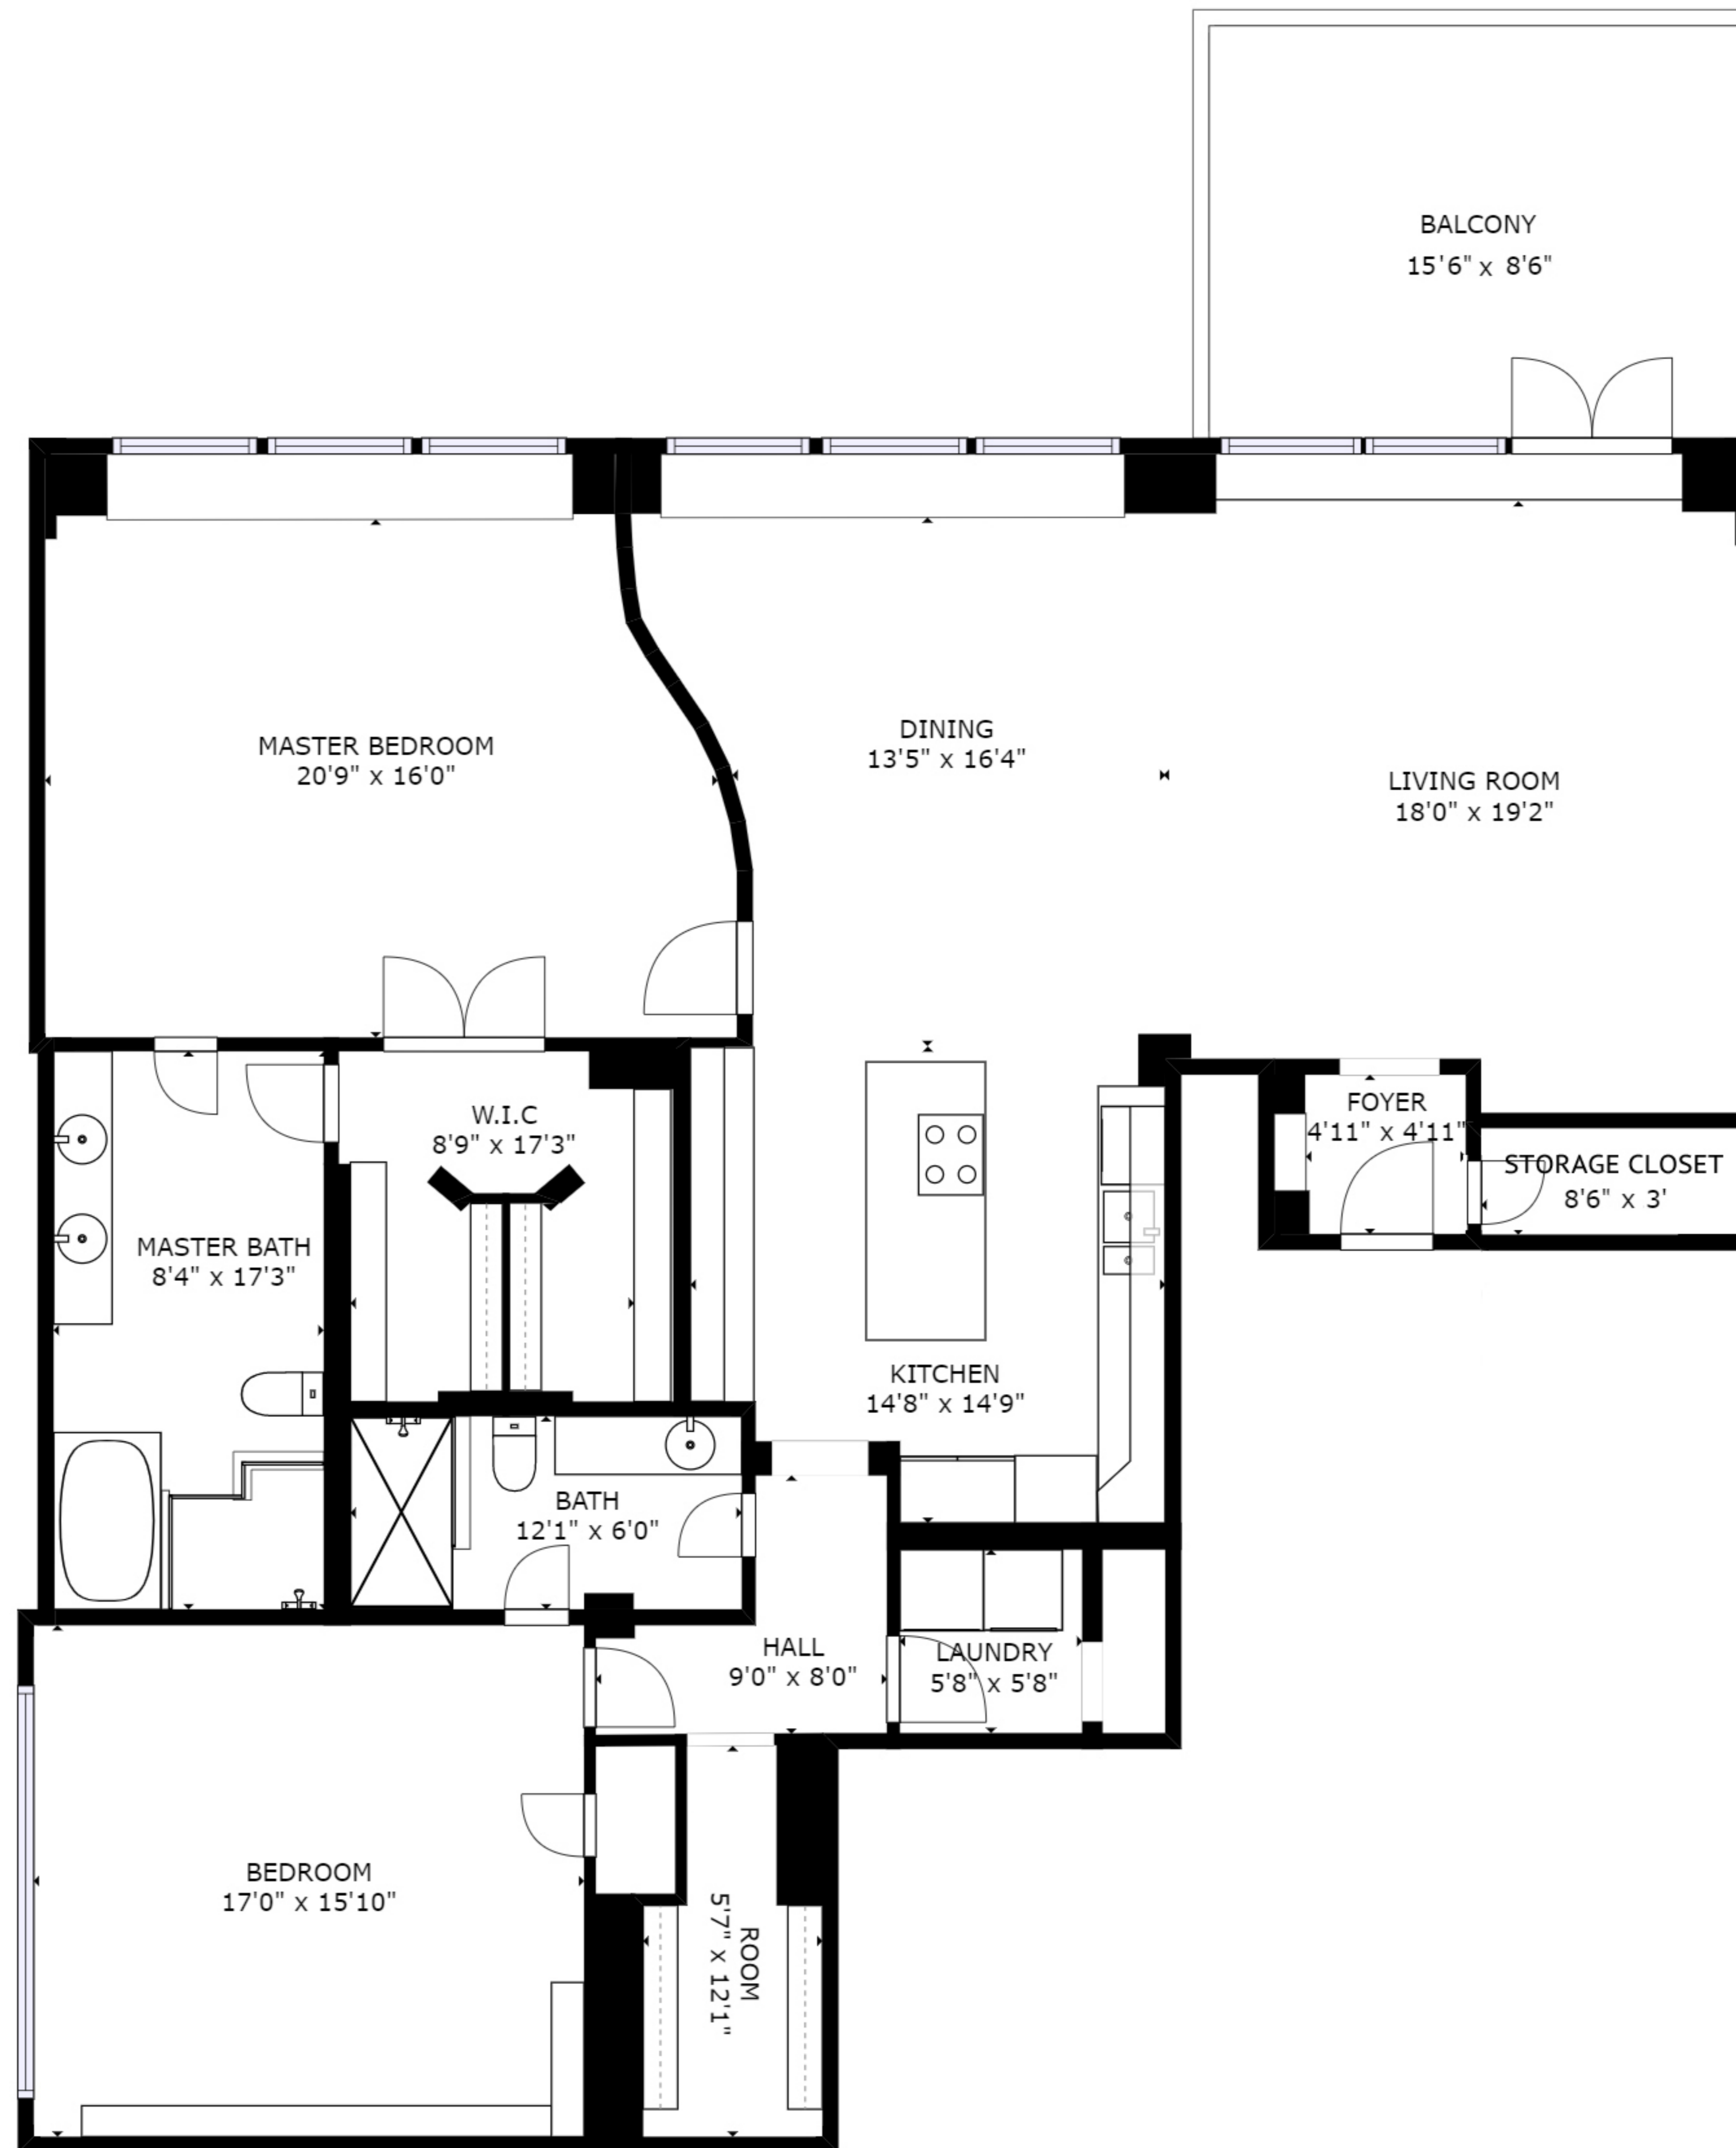 BALCONY
15'6" x 8'6"
MASTER BEDROOM
20'9" x 16'0"
DINING
13'5" x 16'4"
LIVING ROOM
18'0" x 19'2"
W.I.C
8'9" x 17'3"
FOYER
4'11" x 4'11"
STORAGE CLOSET
8'6" x 3'
MASTER BATH
8'4" x 17'3"
KITCHEN
14'8" x 14'9"
BATH
12'1" x 6'0"
HALL
9'0" x 8'0"
LAUNDRY
5'8" x 5'8"
BEDROOM
17'0" x 15'10"
ROOM
5'7" x 12'1"